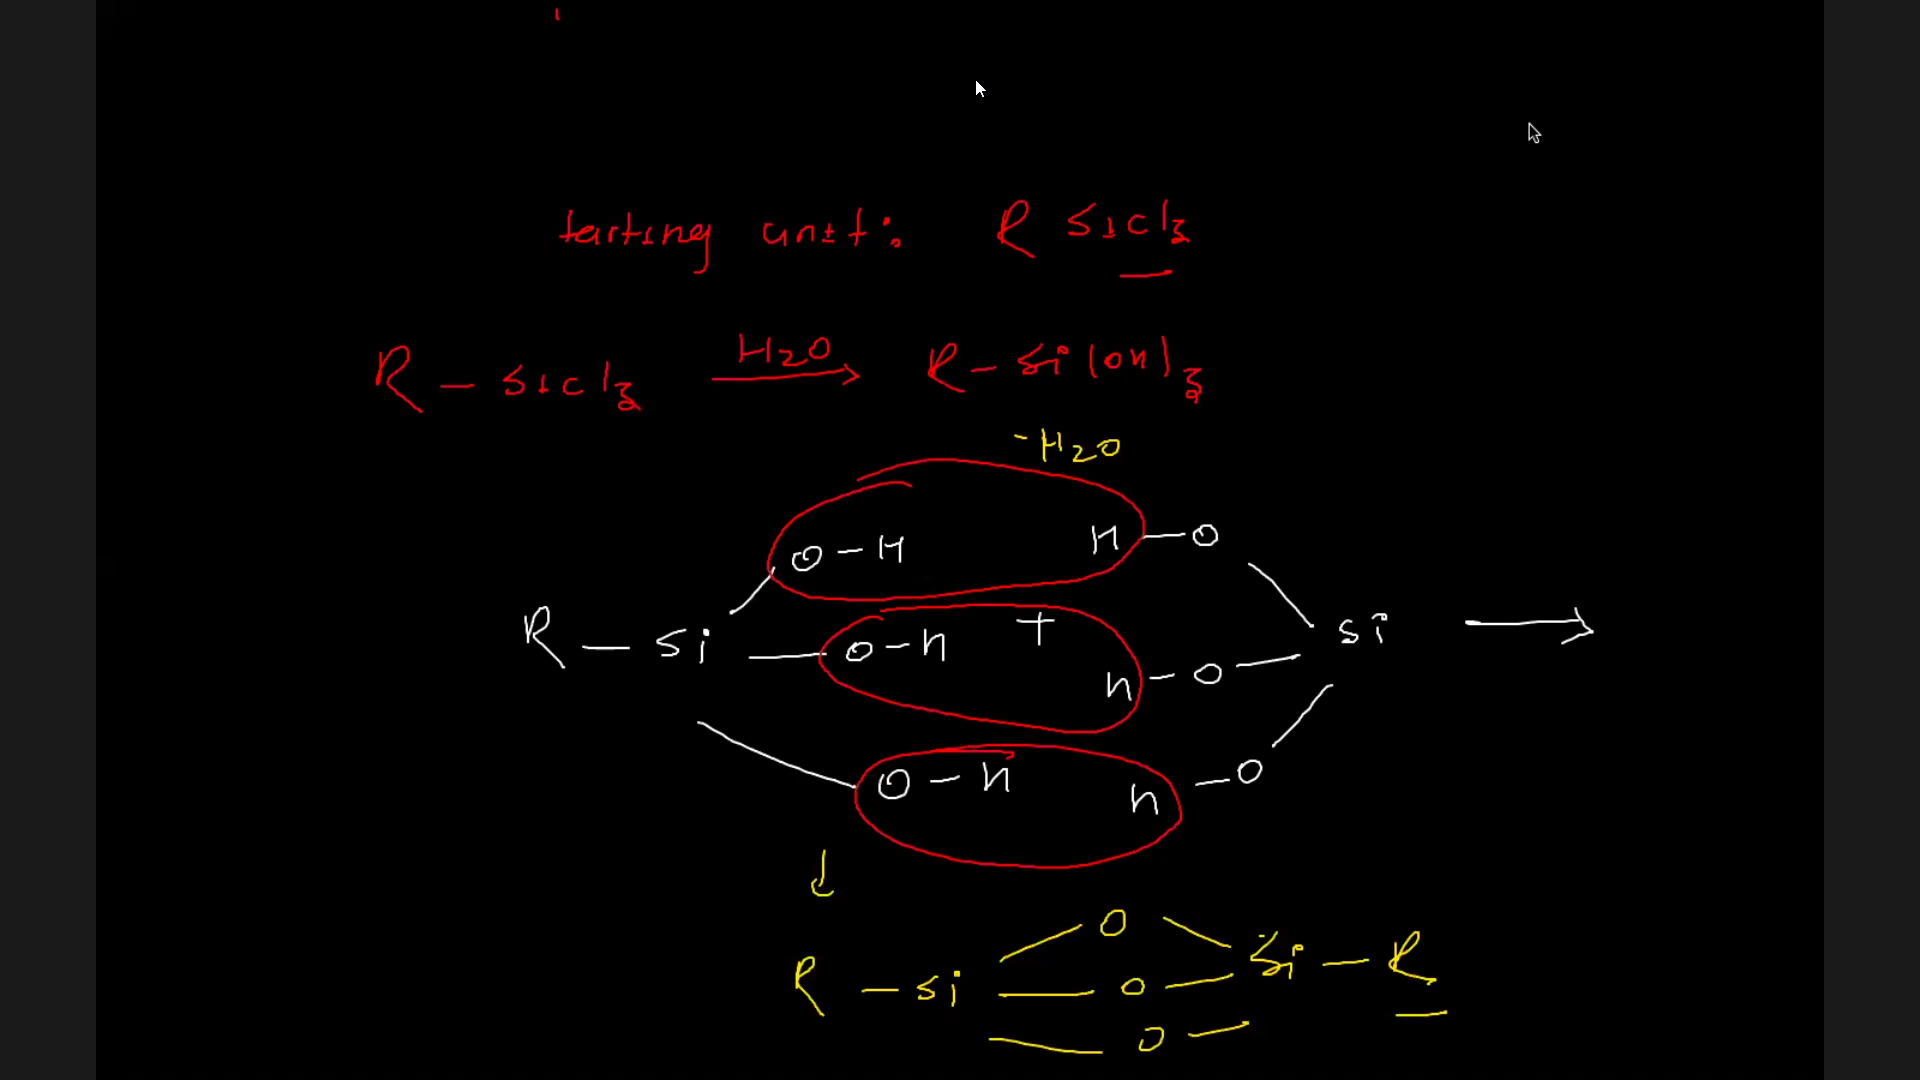 tarting unit: R SiCl3
R - SiCl3 H2O R - Si(OH)3
-H2O
O - H H - O
R - Si O - H + H - O Si
O - H H - O
R - Si O Si - R
O
O